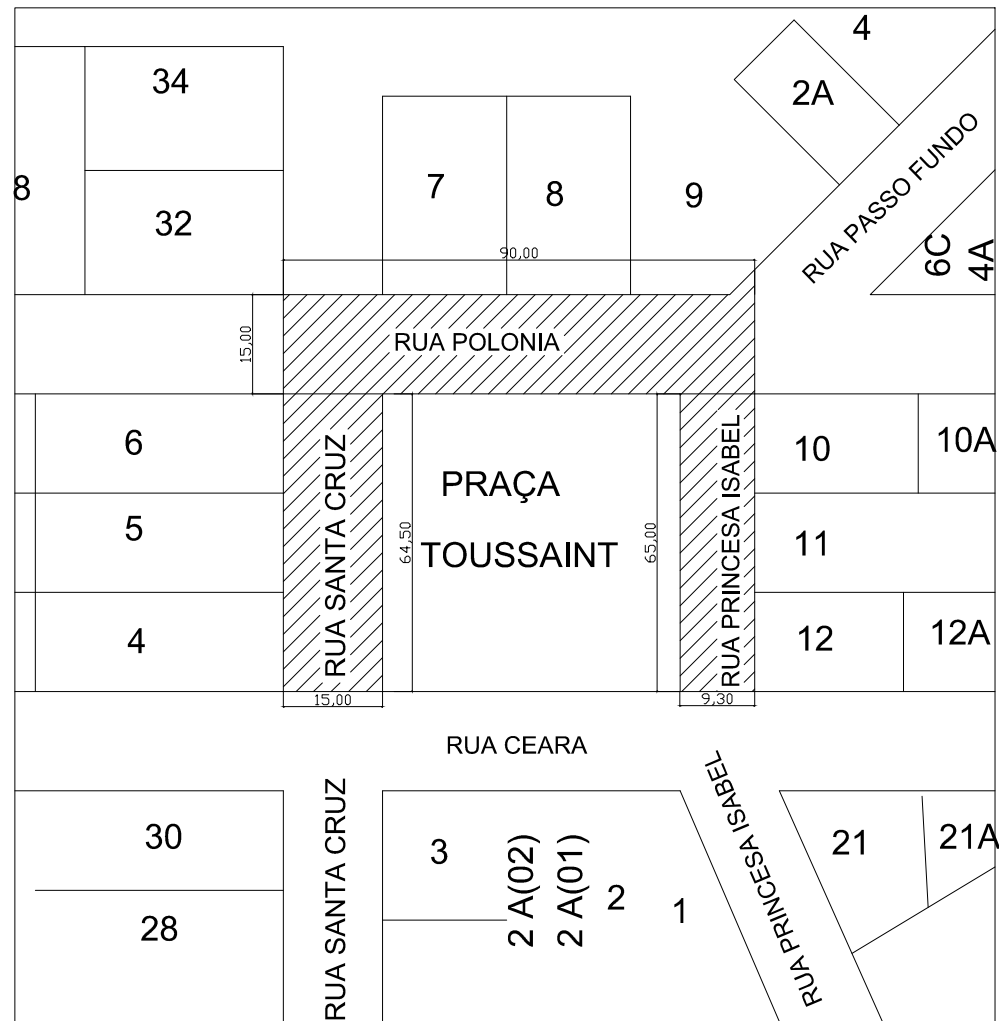 4
34
2A
8
7
8
9
32
RUA PASSO FUNDO
6C
4A
90,00
15,00
RUA POLONIA
6
10
10A
RUA SANTA CRUZ
PRAÇA
TOUSSAINT
64,50
65,00
RUA PRINCESA ISABEL
5
11
4
12
12A
15,00
9,30
RUA CEARA
RUA SANTA CRUZ
RUA PRINCESA ISABEL
30
3
2 A(02)
2 A(01)
2
1
21
21A
28